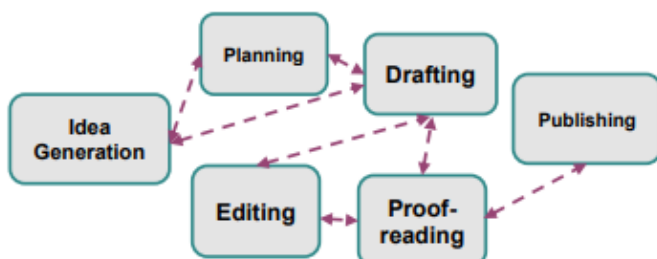 Planning
Drafting
Idea
Generation
Publishing
Editing
Proof-
reading